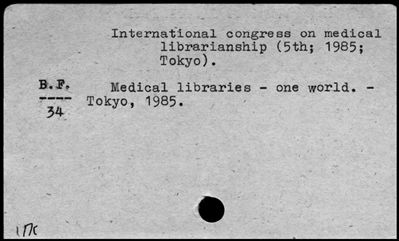 International congress on medical
librarianship (5th; 1985;
Tokyo).
B.F.
34
Medical libraries - one world. -
Tokyo, 1985.